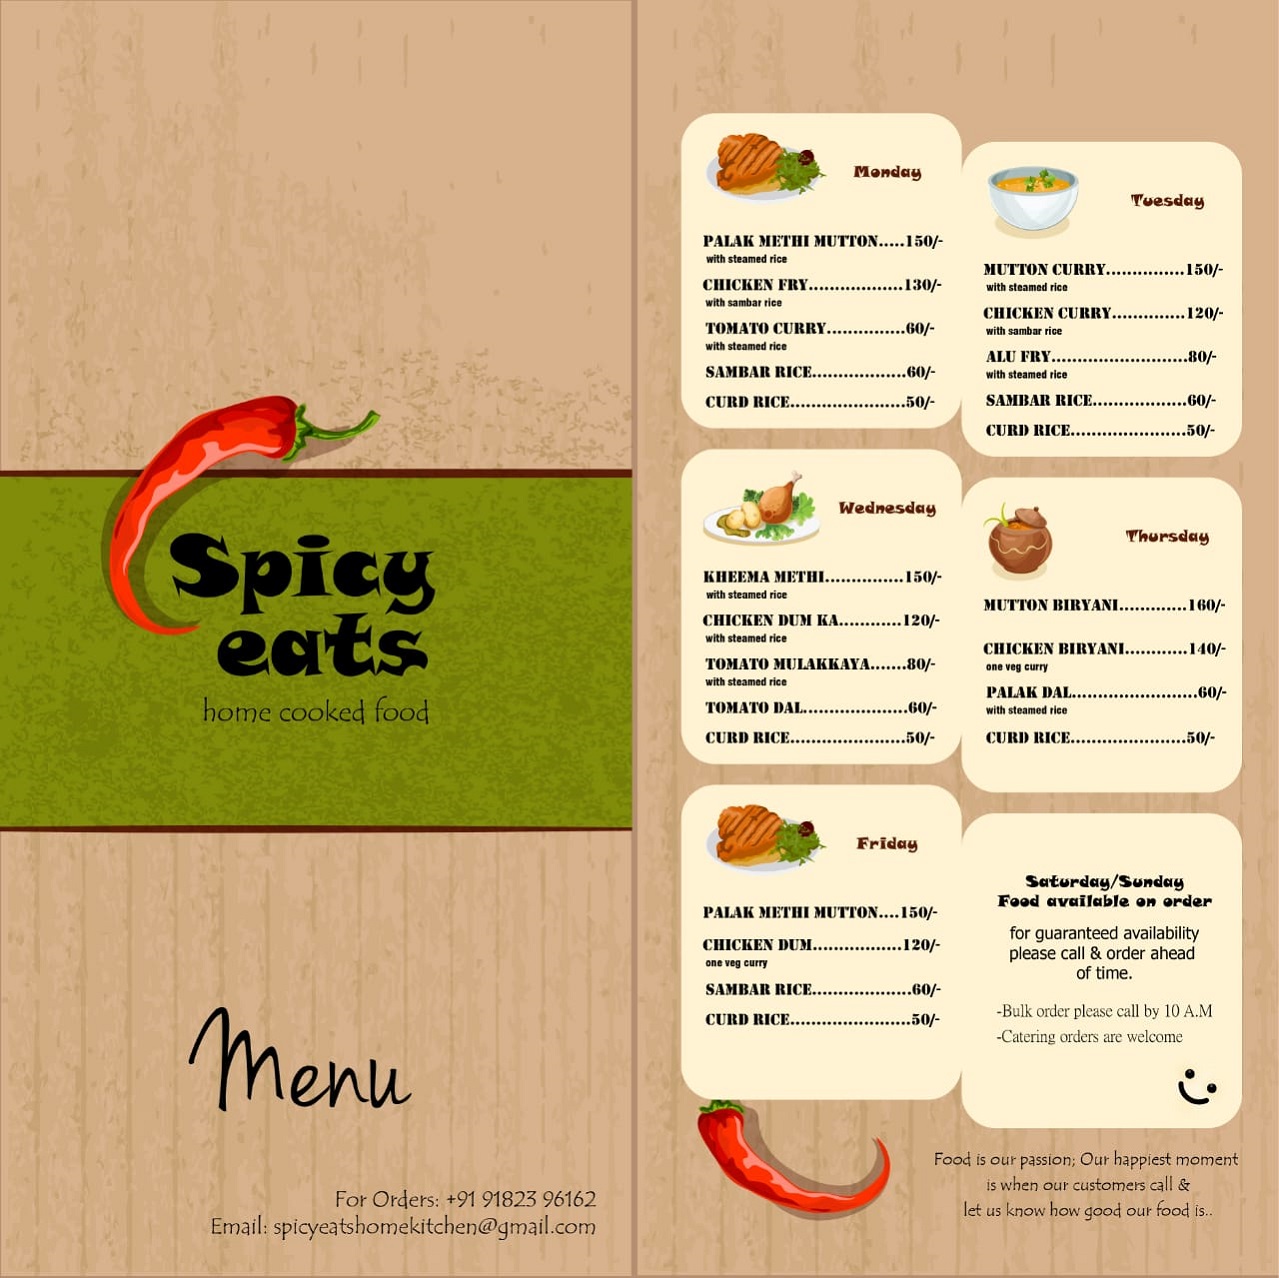 Spicy
eats
home cooked food
Menu
For Orders: +91 91823 96162
Email: spicyeatshomekitchen@gmail.com
Monday
PALAK METHI MUTTON.....150/-
with steamed rice
CHICKEN FRY..................130/-
with sambar rice
TOMATO CURRY...............60/-
with steamed rice
SAMBAR RICE..................60/-
CURD RICE......................50/-
Tuesday
MUTTON CURRY...............150/-
with steamed rice
CHICKEN CURRY..............120/-
with sambar rice
ALU FRY..........................80/-
with steamed rice
SAMBAR RICE..................60/-
CURD RICE......................50/-
Wednesday
KHEEMA METHI...............150/-
with steamed rice
CHICKEN DUM KA............120/-
with steamed rice
TOMATO MULAKKAYA.......80/-
with steamed rice
TOMATO DAL....................60/-
CURD RICE......................50/-
Thursday
MUTTON BIRYANI.............160/-
CHICKEN BIRYANI............140/-
one veg curry
PALAK DAL........................60/-
with steamed rice
CURD RICE......................50/-
Friday
PALAK METHI MUTTON....150/-
CHICKEN DUM.................120/-
one veg curry
SAMBAR RICE...................60/-
CURD RICE.......................50/-
Saturday/Sunday
Food available on order
for guaranteed availability
please call & order ahead
of time.
-Bulk order please call by 10 A.M
-Catering orders are welcome
Food is our passion; Our happiest moment
is when our customers call &
let us know how good our food is..